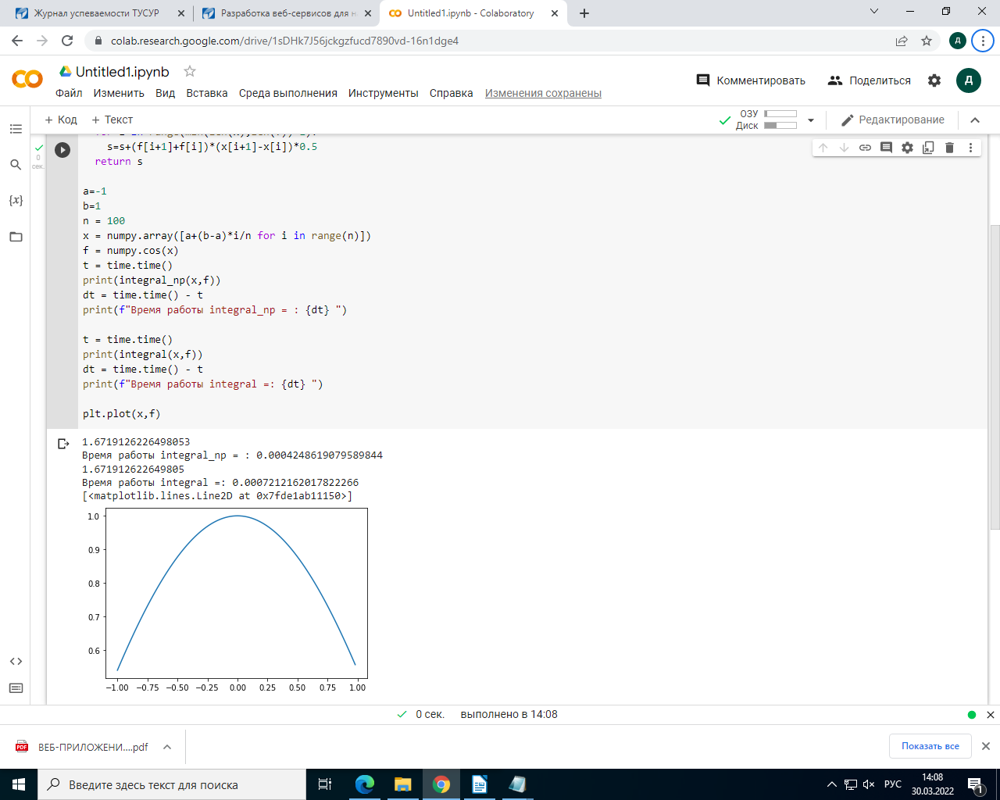 Журнал успеваемости ТУСУР
Разработка веб-сервисов для н
Untitled1.ipynb - Colaboratory
colab.research.google.com/drive/1sDHk7J56jckgzfucd7890vd-16n1dge4
Д
Untitled1.ipynb
Файл Изменить Вид Вставка Среда выполнения Инструменты Справка Изменения сохранены
Комментировать
Поделиться
Д
+ Код + Текст
ОЗУ
Диск
Редактирование
{x}
0
сек.
s=s+(f[i+1]+f[i])*(x[i+1]-x[i])*0.5
return s
a=-1
b=1
n = 100
x = numpy.array([a+(b-a)*i/n for i in range(n)])
f = numpy.cos(x)
t = time.time()
print(integral_np(x,f))
dt = time.time() - t
print(f"Время работы integral_np = : {dt} ")
t = time.time()
print(integral(x,f))
dt = time.time() - t
print(f"Время работы integral =: {dt} ")
plt.plot(x,f)
1.6719126226498053
Время работы integral_np = : 0.0004248619079589844
1.671912622649805
Время работы integral =: 0.0007212162017822266
[<matplotlib.lines.Line2D at 0x7fde1ab11150>]
1.0
0.9
0.8
0.7
0.6
−1.00 −0.75 −0.50 −0.25 0.00 0.25 0.50 0.75 1.00
0 сек. выполнено в 14:08
PDF
ВЕБ-ПРИЛОЖЕНИ....pdf
Показать все
Введите здесь текст для поиска
РУС
14:08
30.03.2022
1